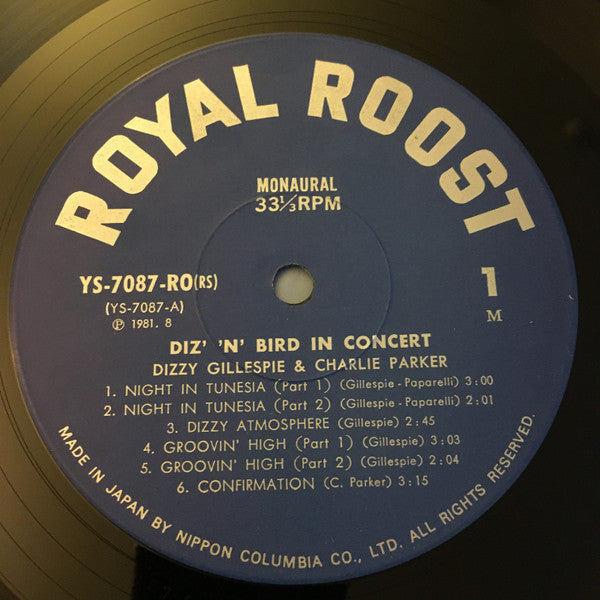 ROYAL ROOST
MONAURAL
33⅓RPM
YS-7087-RO(RS)
(YS-7087-A)
Ⓟ 1981. 8
1
M
DIZ' 'N' BIRD IN CONCERT
DIZZY GILLESPIE & CHARLIE PARKER
1. NIGHT IN TUNESIA (Part 1) (Gillespie - Paparelli) 3:00
2. NIGHT IN TUNESIA (Part 2) (Gillespie - Paparelli) 2:01
3. DIZZY ATMOSPHERE (Gillespie) 2:45
4. GROOVIN' HIGH (Part 1) (Gillespie) 3:03
5. GROOVIN' HIGH (Part 2) (Gillespie) 2:04
6. CONFIRMATION (C. Parker) 3:15
MADE IN JAPAN BY NIPPON COLUMBIA CO., LTD. ALL RIGHTS RESERVED.